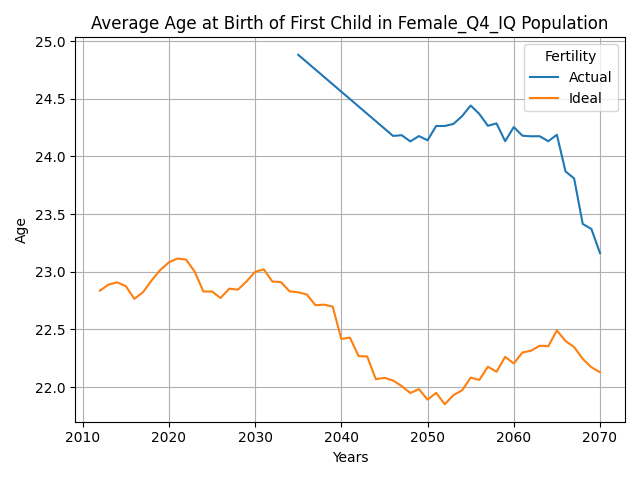 Average Age at Birth of First Child in Female_Q4_IQ Population
Fertility
Actual
Ideal
Age
25.0
24.5
24.0
23.5
23.0
22.5
22.0
2010
2020
2030
2040
2050
2060
2070
Years